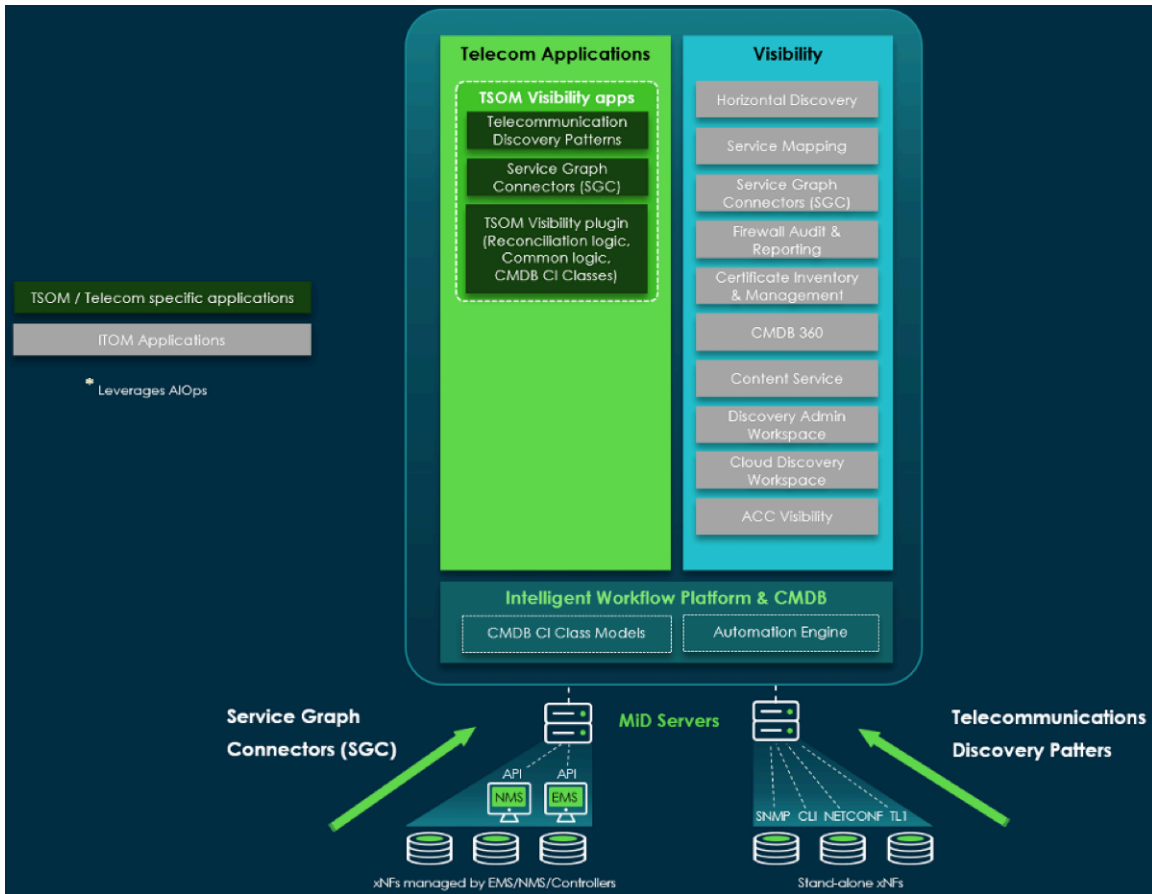 Telecom Applications
TSOM Visibility apps
Telecommunication
Discovery Patterns
Service Graph
Connectors (SGC)
TSOM Visibility plugin
(Reconciliation logic,
Common logic,
CMDB CI Classes)
Visibility
Horizontal Discovery
Service Mapping
Service Graph
Connectors (SGC)
Firewall Audit &
Reporting
Certificate Inventory
& Management
CMDB 360
Content Service
Discovery Admin
Workspace
Cloud Discovery
Workspace
ACC Visibility
TSOM / Telecom specific applications
ITOM Applications
* Leverages AIOps
Intelligent Workflow Platform & CMDB
CMDB CI Class Models
Automation Engine
Service Graph
Connectors (SGC)
MiD Servers
Telecommunications
Discovery Patters
API
API
NMS
EMS
SNMP CLI NETCONF TL1
xNFs managed by EMS/NMS/Controllers
Stand-alone xNFs